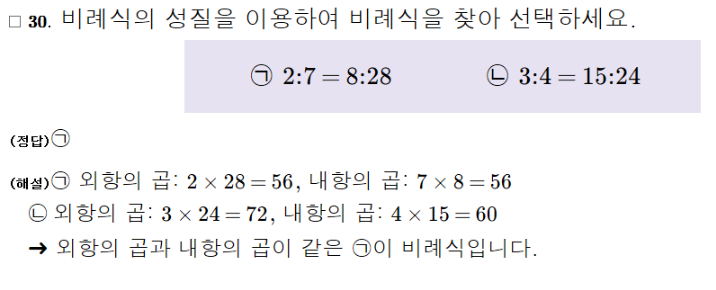 □ 30. 비례식의 성질을 이용하여 비례식을 찾아 선택하세요.
㉠ 2:7=8:28 ㉡ 3:4=15:24
(정답)㉠
(해설)㉠ 외항의 곱: 2×28=56, 내항의 곱: 7×8=56
㉡ 외항의 곱: 3×24=72, 내항의 곱: 4×15=60
➜ 외항의 곱과 내항의 곱이 같은 ㉠이 비례식입니다.